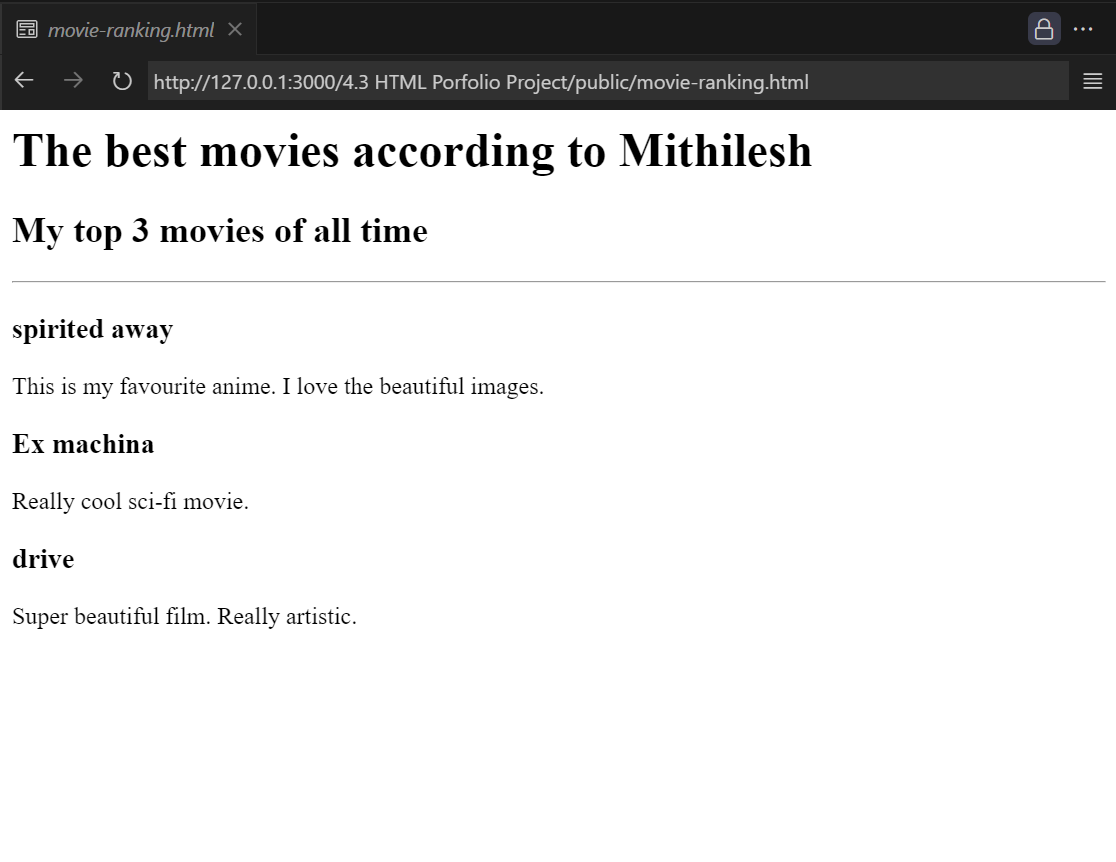 movie-ranking.html
http://127.0.0.1:3000/4.3 HTML Porfolio Project/public/movie-ranking.html
The best movies according to Mithilesh
My top 3 movies of all time
spirited away
This is my favourite anime. I love the beautiful images.
Ex machina
Really cool sci-fi movie.
drive
Super beautiful film. Really artistic.